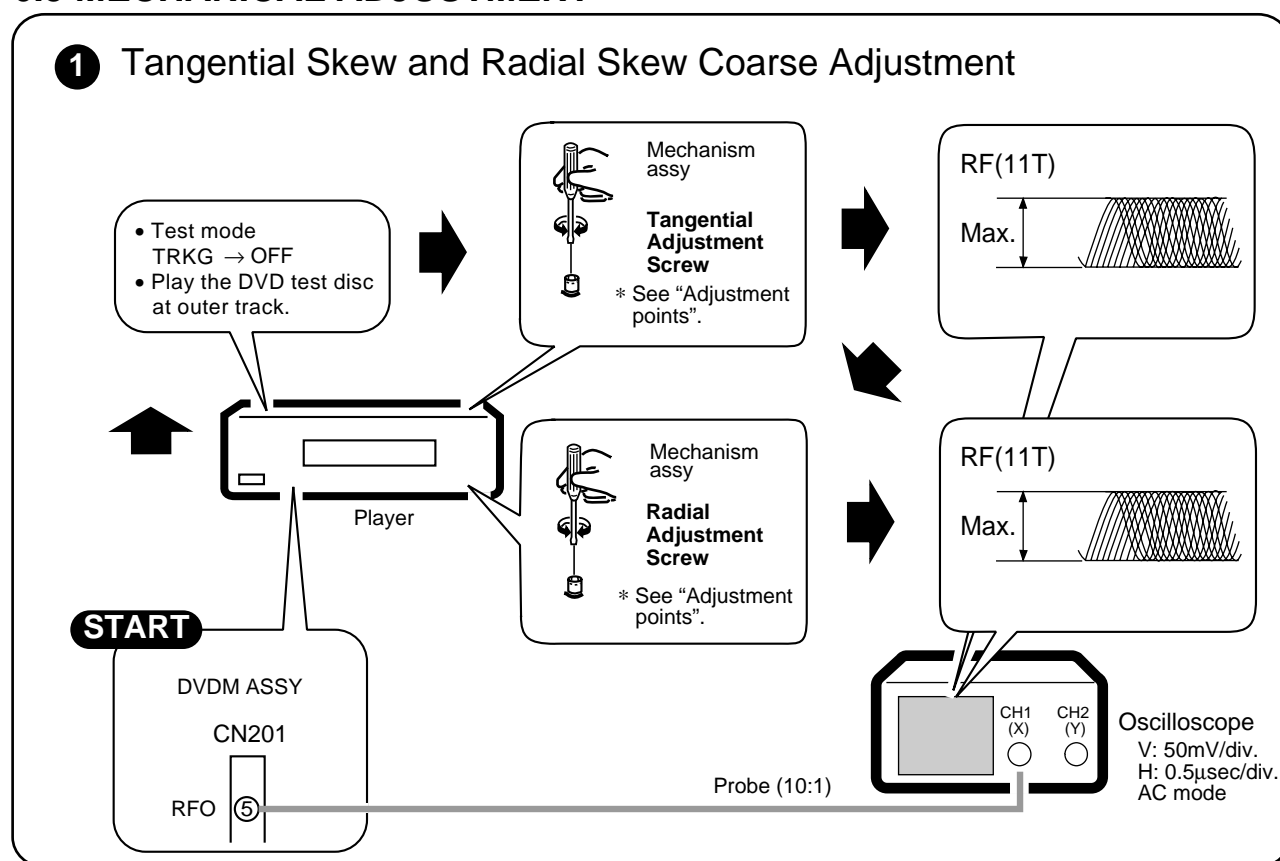 1 Tangential Skew and Radial Skew Coarse Adjustment
• Test mode
TRKG → OFF
• Play the DVD test disc
at outer track.
Mechanism
assy
Tangential
Adjustment
Screw
* See “Adjustment
points”.
RF(11T)
Max.
Player
Mechanism
assy
Radial
Adjustment
Screw
* See “Adjustment
points”.
RF(11T)
Max.
START
DVDM ASSY
CN201
RFO 5
Probe (10:1)
CH1
(X)
CH2
(Y)
Oscilloscope
V: 50mV/div.
H: 0.5µsec/div.
AC mode